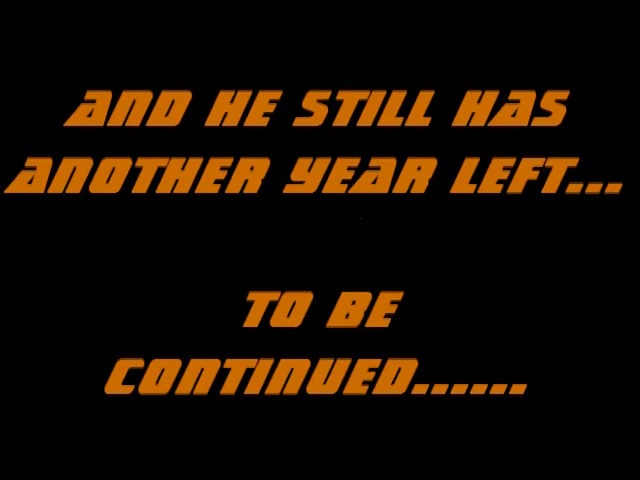 AND HE STILL HAS
ANOTHER YEAR LEFT...
TO BE
CONTINUED......